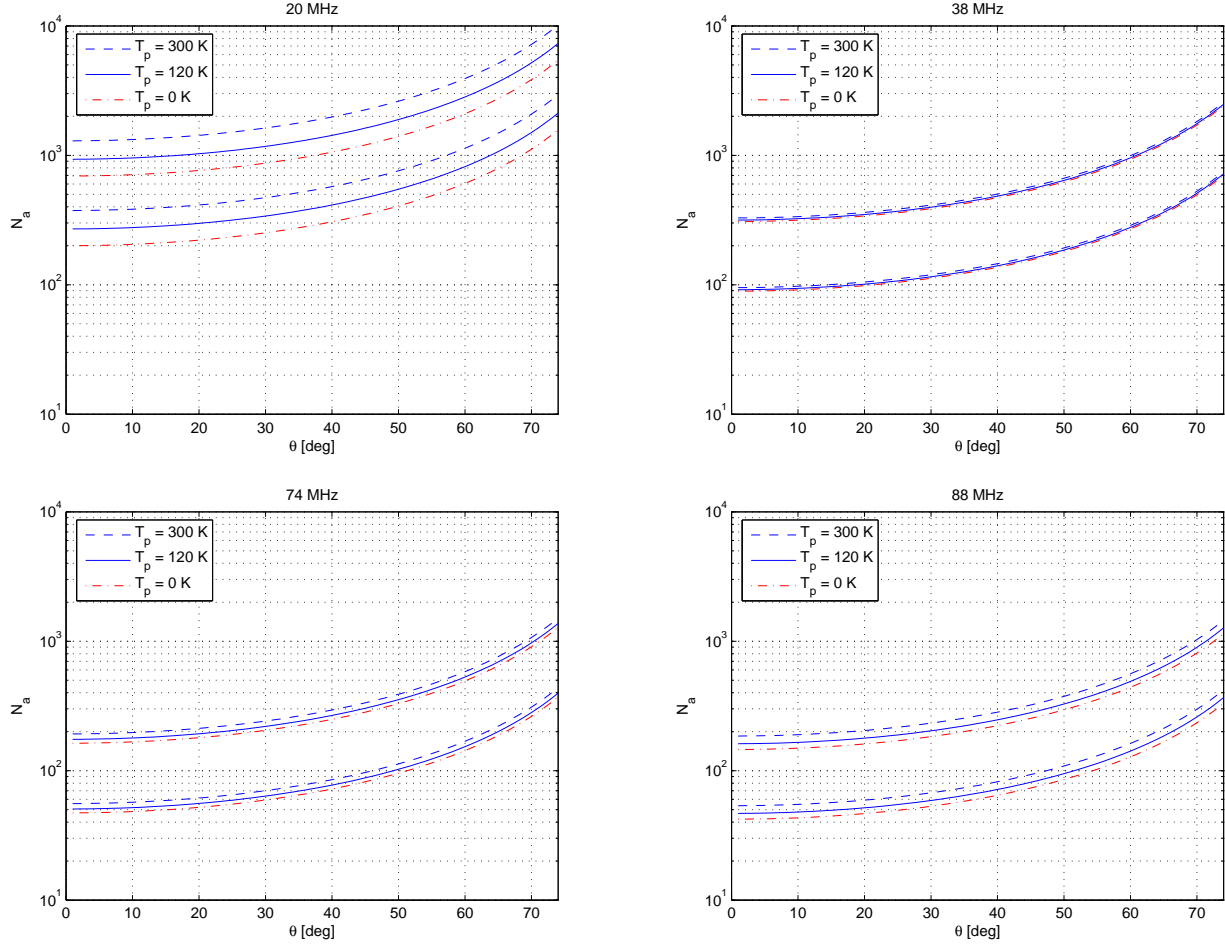 20 MHz
10^4
10^3
10^2
10^1
N_a
T_p = 300 K
T_p = 120 K
T_p = 0 K
0 10 20 30 40 50 60 70
θ [deg]
38 MHz
10^4
10^3
10^2
10^1
N_a
T_p = 300 K
T_p = 120 K
T_p = 0 K
0 10 20 30 40 50 60 70
θ [deg]
74 MHz
10^4
10^3
10^2
10^1
N_a
T_p = 300 K
T_p = 120 K
T_p = 0 K
0 10 20 30 40 50 60 70
θ [deg]
88 MHz
10^4
10^3
10^2
10^1
N_a
T_p = 300 K
T_p = 120 K
T_p = 0 K
0 10 20 30 40 50 60 70
θ [deg]